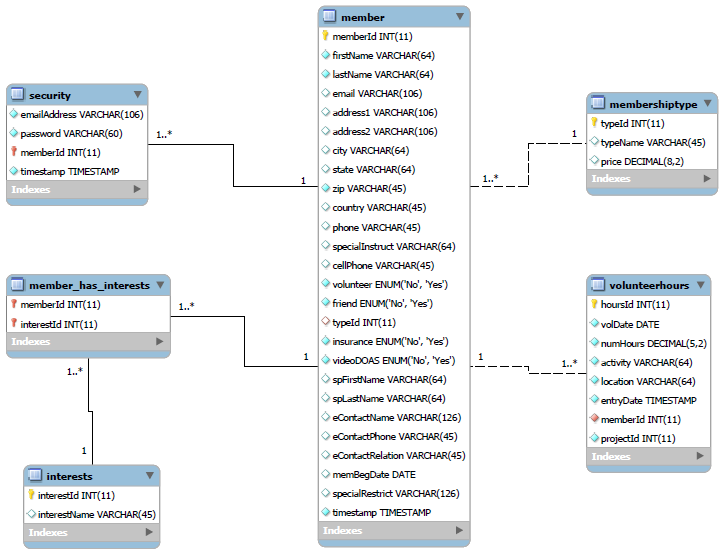 security
emailAddress VARCHAR(106)
password VARCHAR(60)
memberId INT(11)
timestamp TIMESTAMP
Indexes
1..*
1
member
memberId INT(11)
firstName VARCHAR(64)
lastName VARCHAR(64)
email VARCHAR(106)
address1 VARCHAR(106)
address2 VARCHAR(106)
city VARCHAR(64)
state VARCHAR(64)
zip VARCHAR(45)
country VARCHAR(45)
phone VARCHAR(45)
specialInstruct VARCHAR(64)
cellPhone VARCHAR(45)
volunteer ENUM('No', 'Yes')
friend ENUM('No', 'Yes')
typeId INT(11)
insurance ENUM('No', 'Yes')
videoDOAS ENUM('No', 'Yes')
spFirstName VARCHAR(64)
spLastName VARCHAR(64)
eContactName VARCHAR(126)
eContactPhone VARCHAR(45)
eContactRelation VARCHAR(45)
memBegDate DATE
specialRestrict VARCHAR(126)
timestamp TIMESTAMP
Indexes
1
1..*
membershiptype
typeId INT(11)
typeName VARCHAR(45)
price DECIMAL(8,2)
Indexes
member_has_interests
memberId INT(11)
interestId INT(11)
Indexes
1..*
1
1..*
1
interests
interestId INT(11)
interestName VARCHAR(45)
Indexes
1
1..*
volunteerhours
hoursId INT(11)
volDate DATE
numHours DECIMAL(5,2)
activity VARCHAR(64)
location VARCHAR(64)
entryDate TIMESTAMP
memberId INT(11)
projectId INT(11)
Indexes